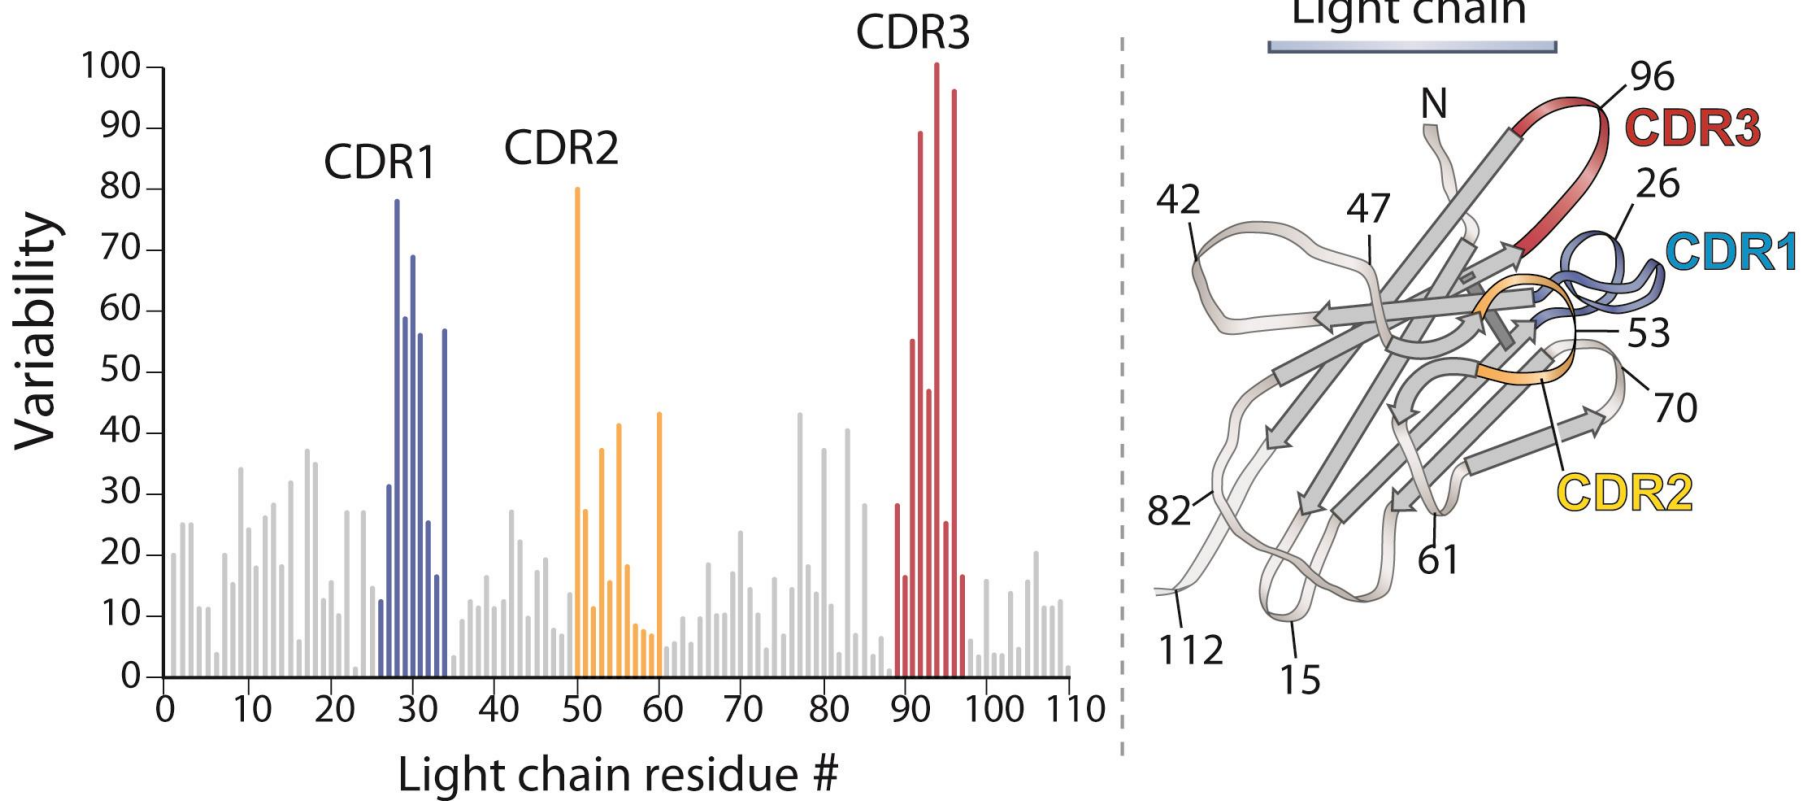 CDR3
CDR1
CDR2
Variability
100
90
80
70
60
50
40
30
20
10
0
0 10 20 30 40 50 60 70 80 90 100 110
Light chain residue #
Light chain
N
96
CDR3
26
CDR1
42
47
53
70
CDR2
82
61
112
15